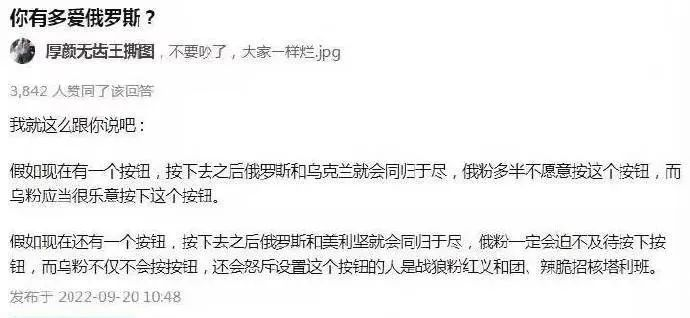 你有多爱俄罗斯？
厚颜无齿王撕图，不要吵了，大家一样烂.jpg
3,842 人赞同了该回答
我就这么跟你说吧：
假如现在有一个按钮，按下去之后俄罗斯和乌克兰就会同归于尽，俄粉多半不愿意按这个按钮，而
乌粉应当很乐意按下这个按钮。
假如现在还有一个按钮，按下去之后俄罗斯和美利坚就会同归于尽，俄粉一定会迫不及待按下按
钮，而乌粉不仅不会按按钮，还会怒斥设置这个按钮的人是战狼粉红义和团、辣脆招核塔利班。
发布于 2022-09-20 10:48